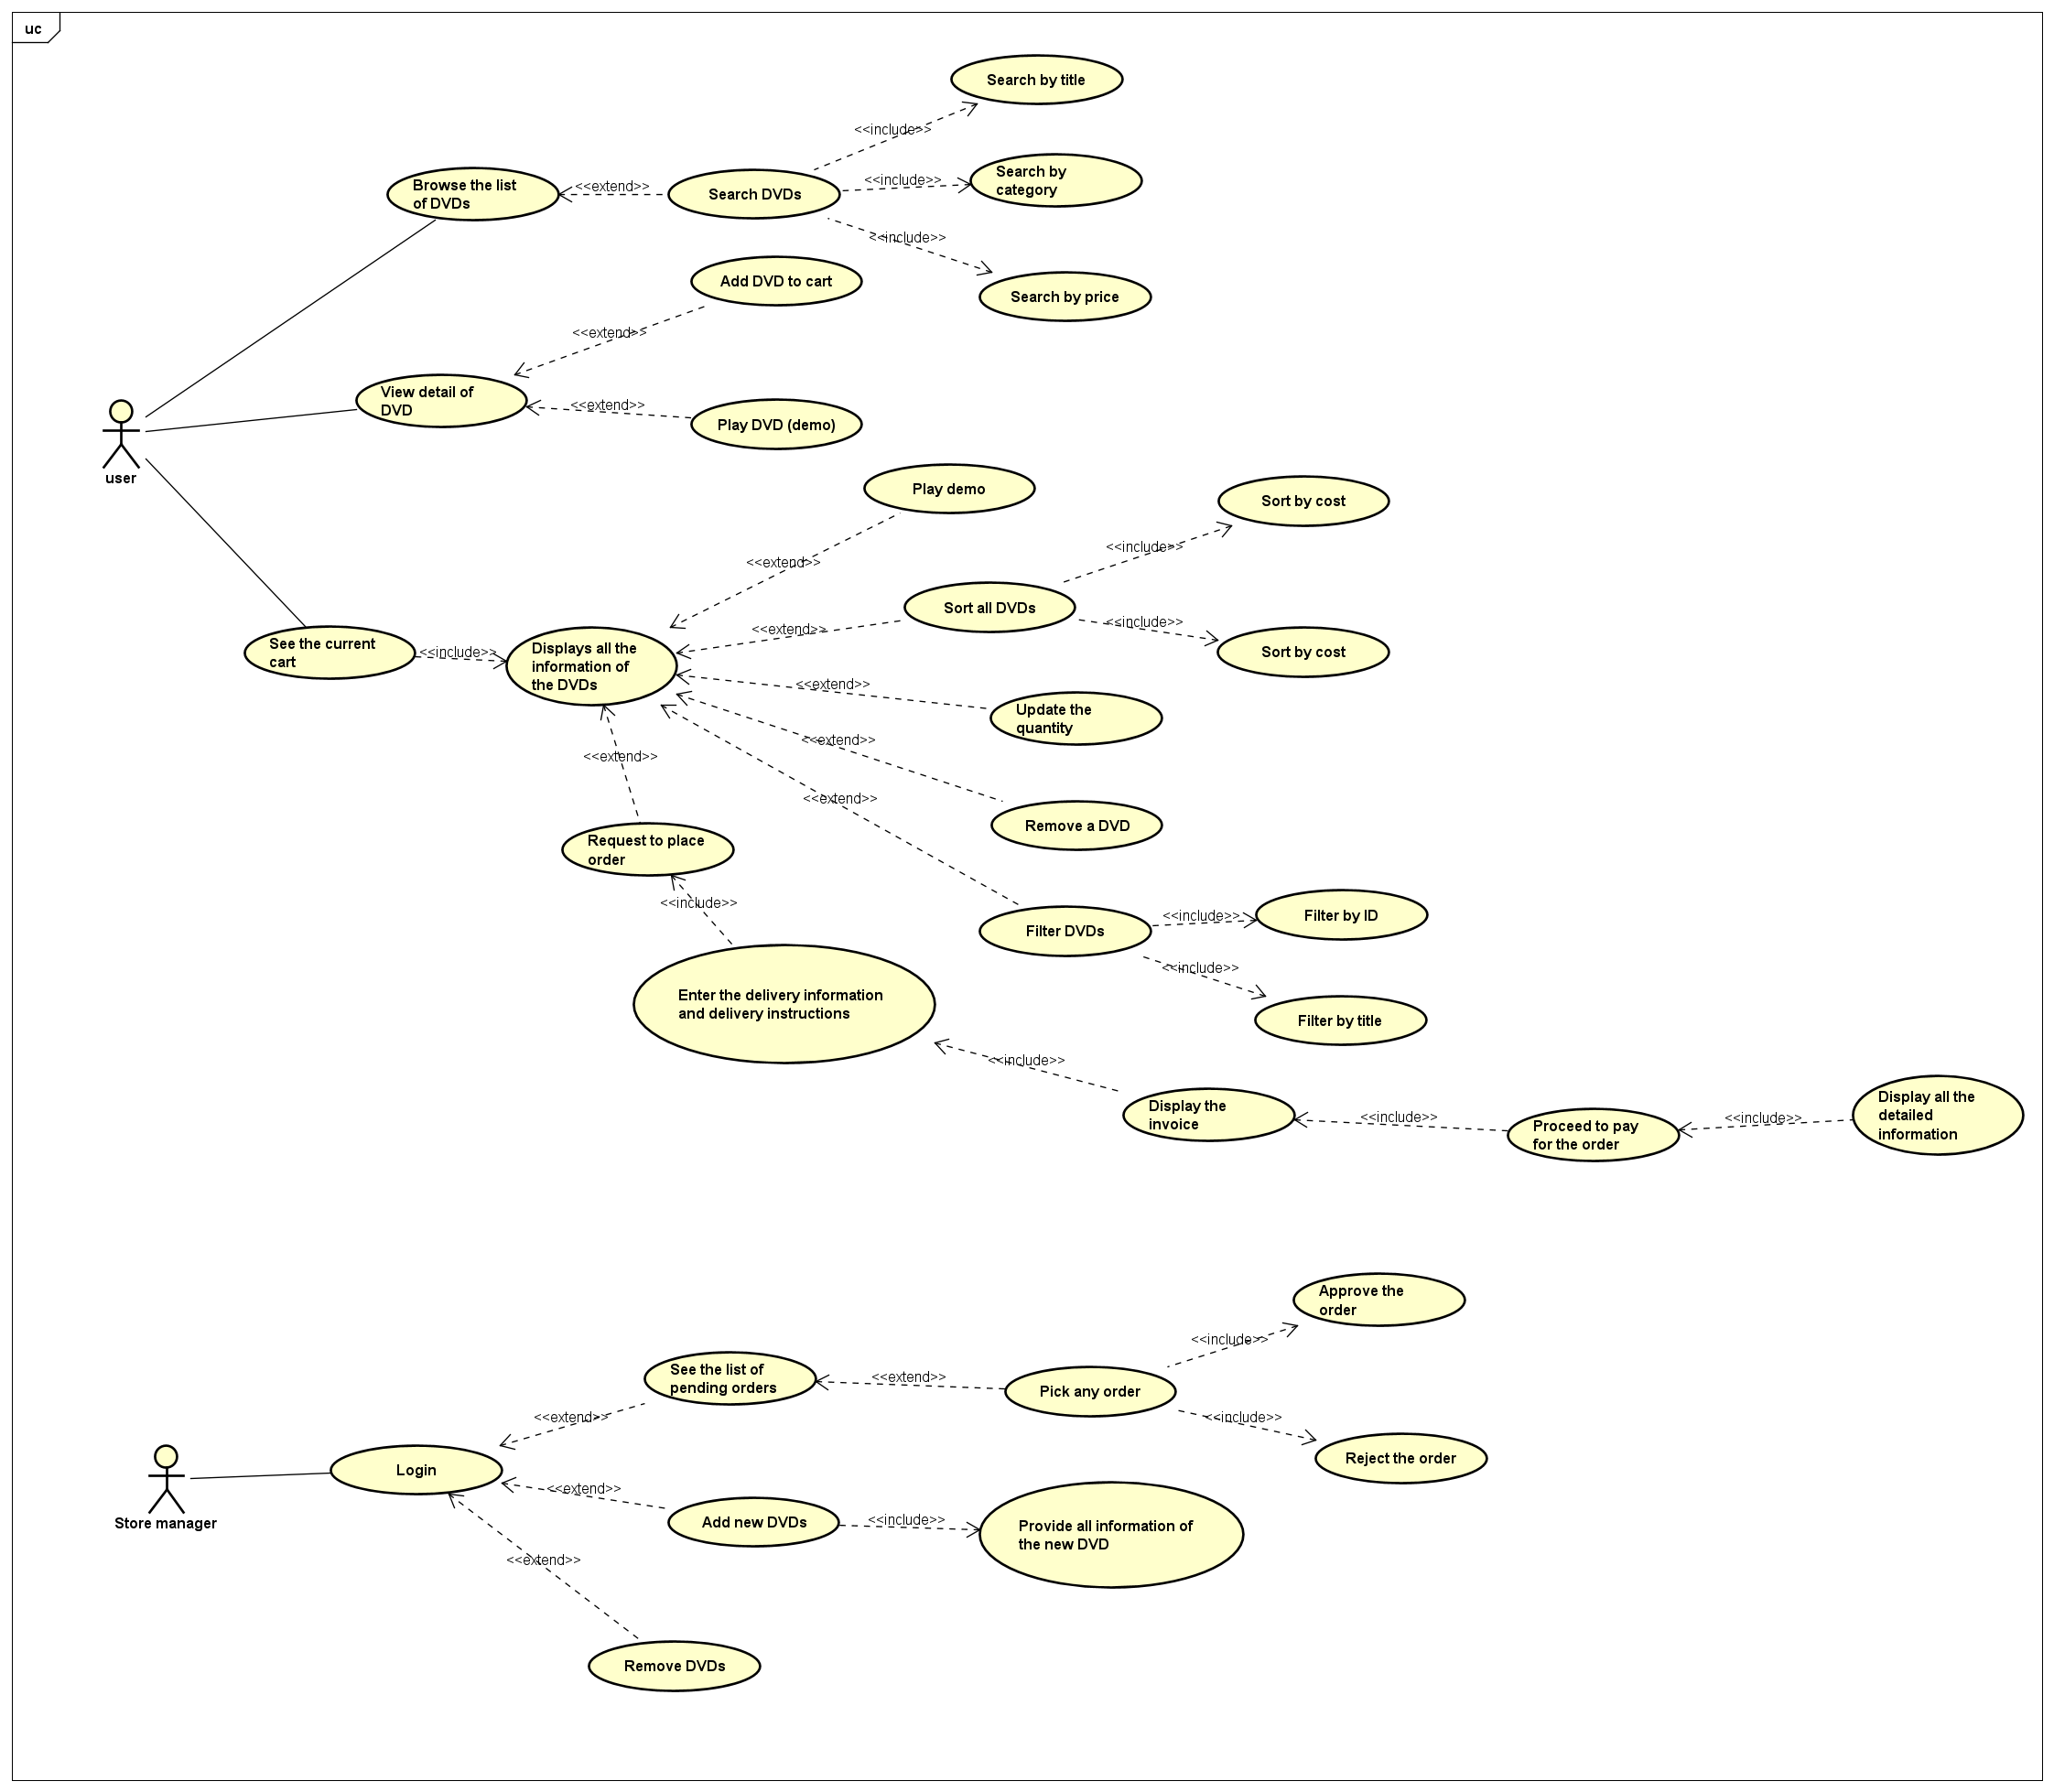 uc
Search by title
<<include>>
Search by
category
<<include>>
Browse the list
of DVDs
<<extend>>
Search DVDs
<<include>>
Search by price
Add DVD to cart
<<extend>>
View detail of
DVD
<<extend>>
Play DVD (demo)
user
Play demo
<<extend>>
Sort by cost
<<include>>
Sort all DVDs
<<extend>>
<<include>>
Sort by cost
See the current
cart
<<include>>
Displays all the
information of
the DVDs
<<extend>>
Update the
quantity
<<extend>>
<<extend>>
<<extend>>
Remove a DVD
Request to place
order
<<include>>
Filter DVDs
<<include>>
Filter by ID
<<include>>
Filter by title
Enter the delivery information
and delivery instructions
<<include>>
Display the
invoice
<<include>>
Proceed to pay
for the order
<<include>>
Display all the
detailed
information
Approve the
order
<<include>>
See the list of
pending orders
<<extend>>
Pick any order
<<extend>>
<<include>>
Reject the order
Login
Store manager
<<extend>>
Add new DVDs
<<include>>
Provide all information of
the new DVD
<<extend>>
Remove DVDs